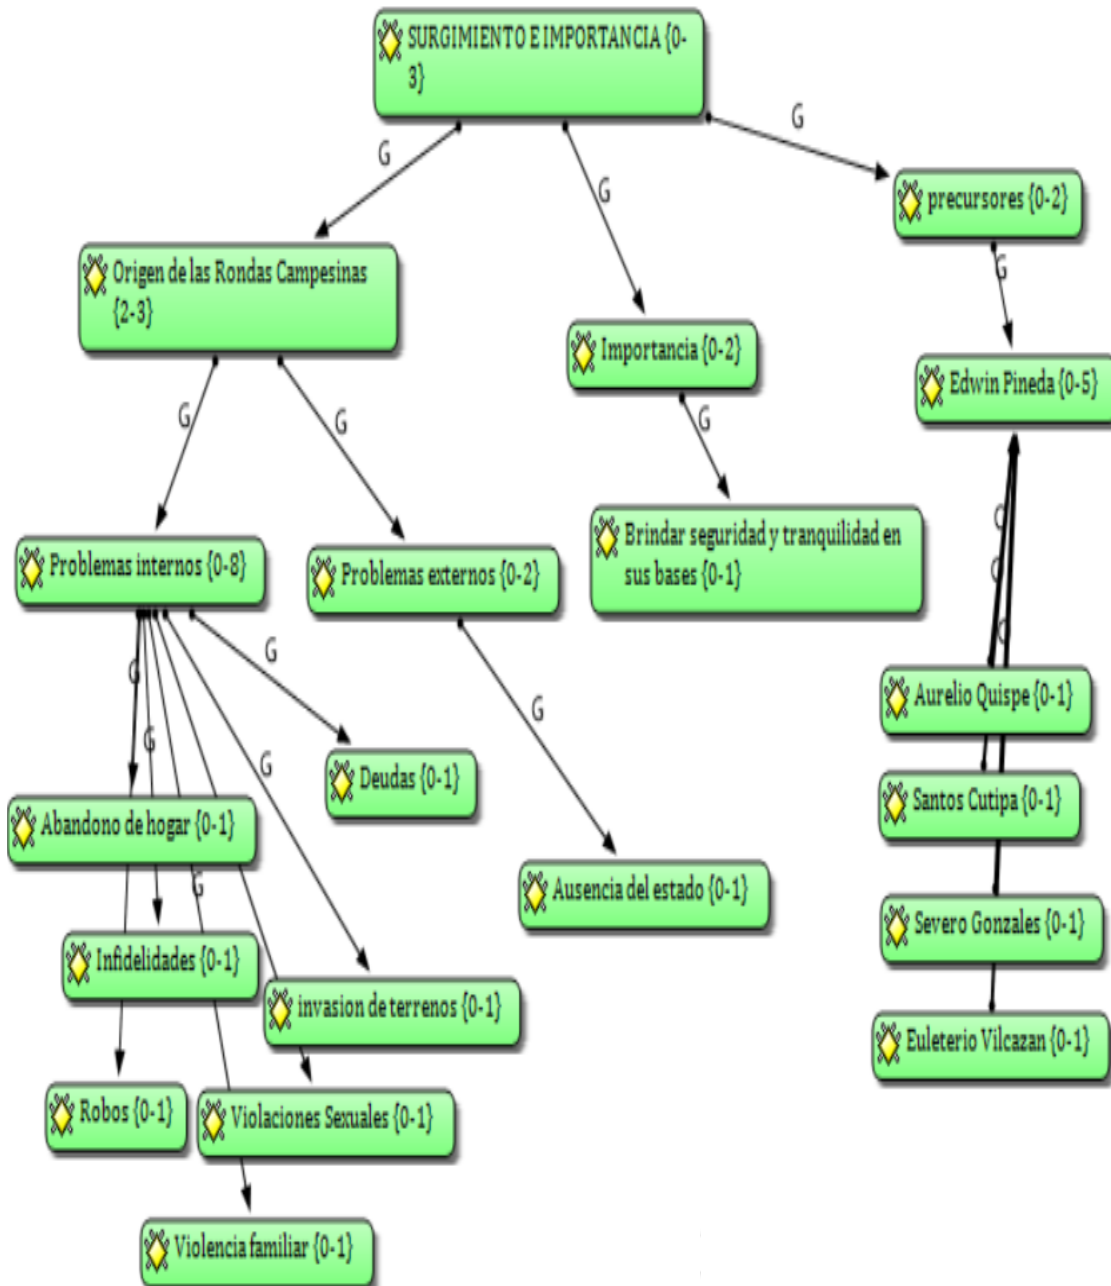 SURGIMIENTO E IMPORTANCIA {0-
3}
G
G
G
precursores {0-2}
G
Origen de las Rondas Campesinas
{2-3}
Importancia {0-2}
Edwin Pineda {0-5}
G
G
G
Problemas internos {0-8}
Problemas externos {0-2}
Brindar seguridad y tranquilidad en
sus bases {0-1}
G
G
G
G
G
G
Aurelio Quispe {0-1}
Deudas {0-1}
Santos Cutipa {0-1}
Abandono de hogar {0-1}
Ausencia del estado {0-1}
Severo Gonzales {0-1}
Infidelidades {0-1}
invasion de terrenos {0-1}
Euleterio Vilcazan {0-1}
Robos {0-1}
Violaciones Sexuales {0-1}
Violencia familiar {0-1}